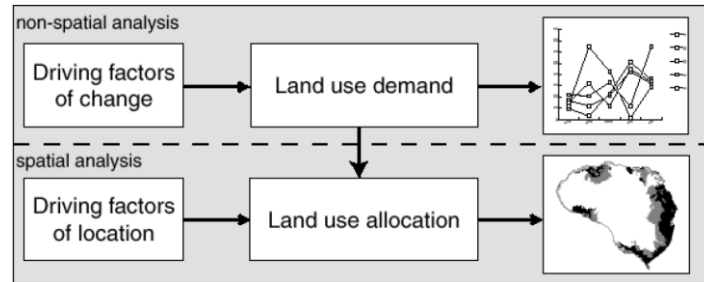 non-spatial analysis
Driving factors
of change
Land use demand
spatial analysis
Driving factors
of location
Land use allocation